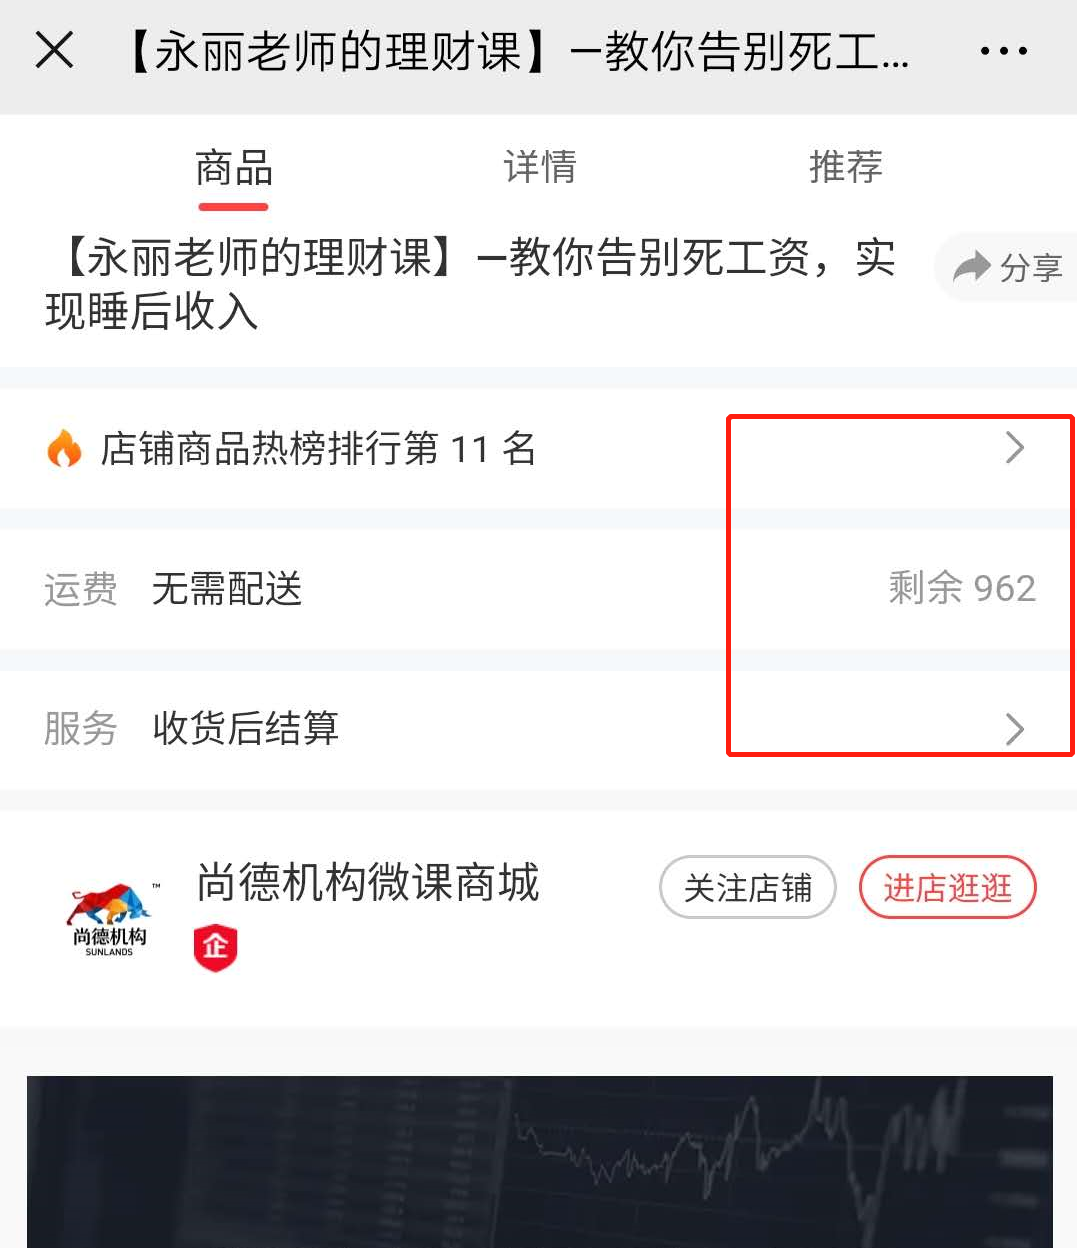 【永丽老师的理财课】—教你告别死工...
商品 详情 推荐
【永丽老师的理财课】—教你告别死工资，实
现睡后收入
分享
店铺商品热榜排行第 11 名
运费 无需配送 剩余 962
服务 收货后结算
尚德机构微课商城
关注店铺 进店逛逛
企
尚德机构™
SUNLANDS